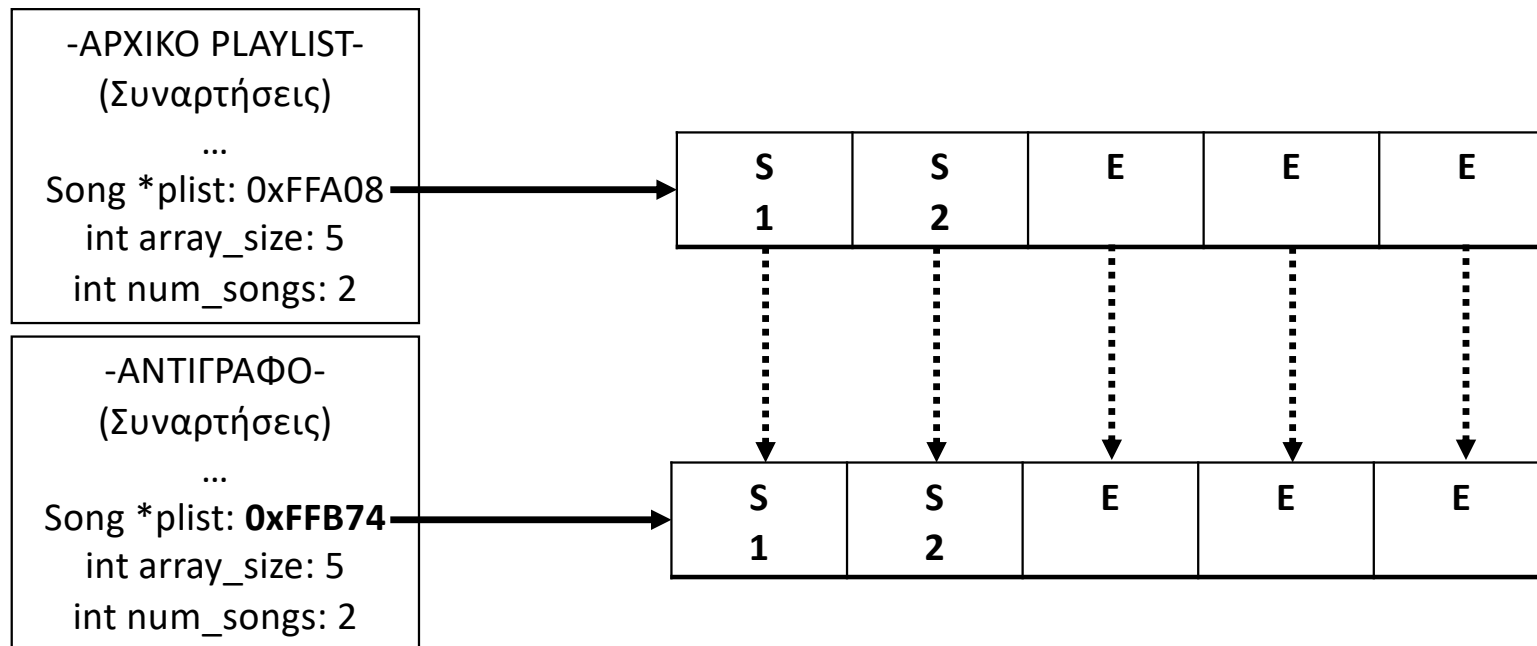 -ΑΡΧΙΚΟ PLAYLIST-
(Συναρτήσεις)
...
Song *plist: 0xFFA08
int array_size: 5
int num_songs: 2
S S E E E
1 2
-ΑΝΤΙΓΡΑΦΟ-
(Συναρτήσεις)
...
Song *plist: 0xFFB74
int array_size: 5
int num_songs: 2
S S E E E
1 2